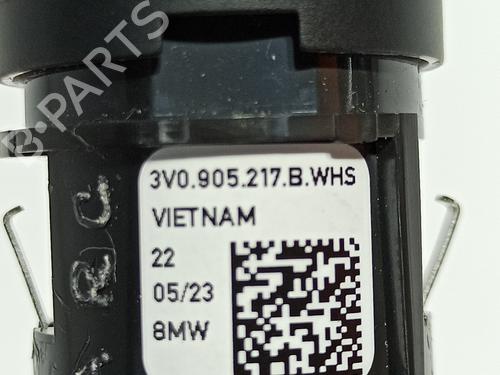 B-PARTS
3V0.905.217.B.WHS
VIETNAM
22
05/23
8MW